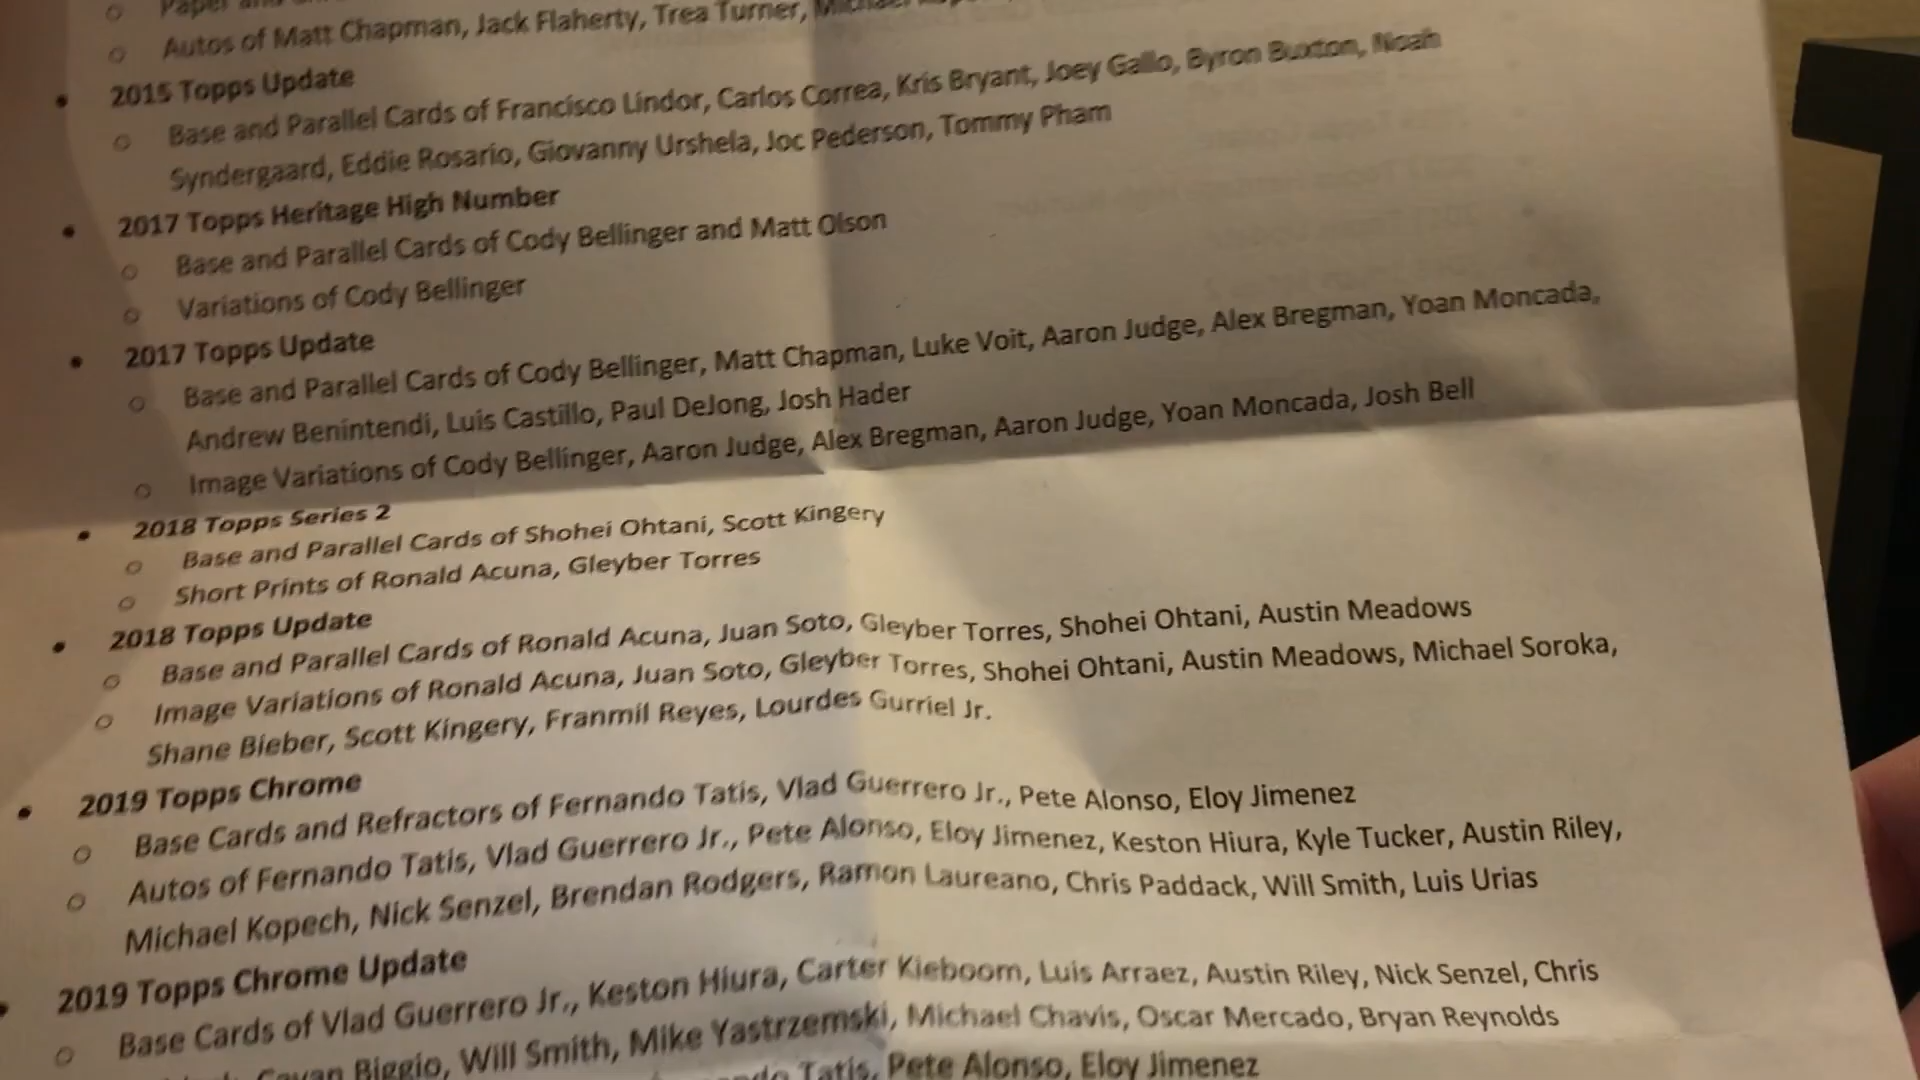 Paper and
○ Autos of Matt Chapman, Jack Flaherty, Trea Turner, Michael
• 2015 Topps Update
○ Base and Parallel Cards of Francisco Lindor, Carlos Correa, Kris Bryant, Joey Gallo, Byron Buxton, Noah
Syndergaard, Eddie Rosario, Giovanny Urshela, Joc Pederson, Tommy Pham
• 2017 Topps Heritage High Number
○ Base and Parallel Cards of Cody Bellinger and Matt Olson
○ Variations of Cody Bellinger
• 2017 Topps Update
○ Base and Parallel Cards of Cody Bellinger, Matt Chapman, Luke Voit, Aaron Judge, Alex Bregman, Yoan Moncada,
Andrew Benintendi, Luis Castillo, Paul DeJong, Josh Hader
○ Image Variations of Cody Bellinger, Aaron Judge, Alex Bregman, Aaron Judge, Yoan Moncada, Josh Bell
• 2018 Topps Series 2
○ Base and Parallel Cards of Shohei Ohtani, Scott Kingery
○ Short Prints of Ronald Acuna, Gleyber Torres
• 2018 Topps Update
○ Base and Parallel Cards of Ronald Acuna, Juan Soto, Gleyber Torres, Shohei Ohtani, Austin Meadows
○ Image Variations of Ronald Acuna, Juan Soto, Gleyber Torres, Shohei Ohtani, Austin Meadows, Michael Soroka,
Shane Bieber, Scott Kingery, Franmil Reyes, Lourdes Gurriel Jr.
• 2019 Topps Chrome
○ Base Cards and Refractors of Fernando Tatis, Vlad Guerrero Jr., Pete Alonso, Eloy Jimenez
○ Autos of Fernando Tatis, Vlad Guerrero Jr., Pete Alonso, Eloy Jimenez, Keston Hiura, Kyle Tucker, Austin Riley,
Michael Kopech, Nick Senzel, Brendan Rodgers, Ramon Laureano, Chris Paddack, Will Smith, Luis Urias
• 2019 Topps Chrome Update
○ Base Cards of Vlad Guerrero Jr., Keston Hiura, Carter Kieboom, Luis Arraez, Austin Riley, Nick Senzel, Chris
Cavan Biggio, Will Smith, Mike Yastrzemski, Michael Chavis, Oscar Mercado, Bryan Reynolds
Tatis, Pete Alonso, Eloy Jimenez